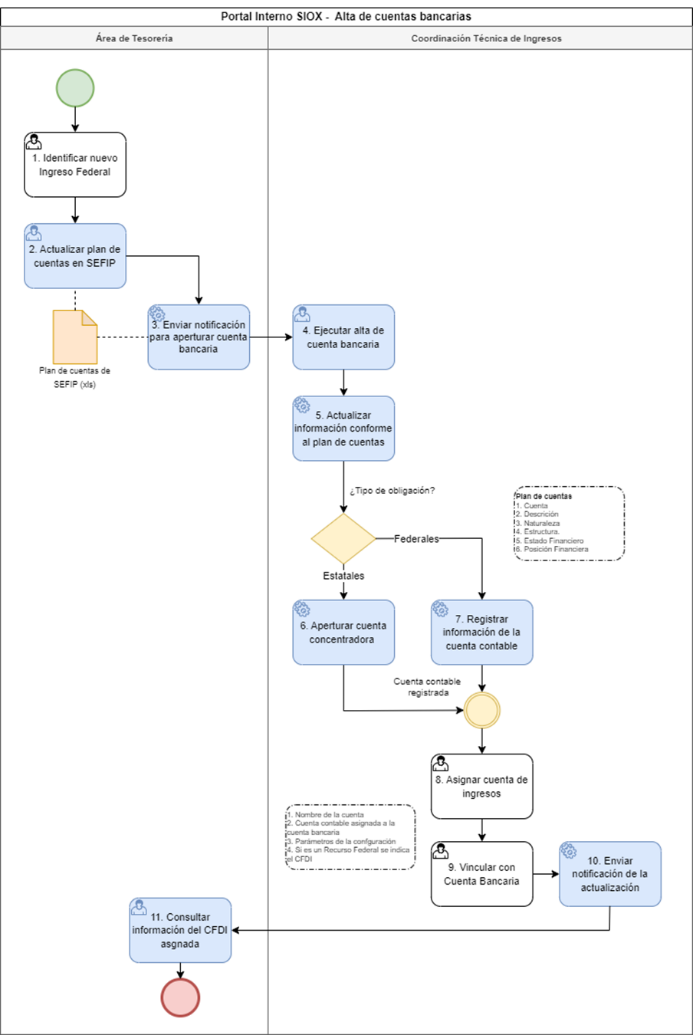 Portal Interno SIOX - Alta de cuentas bancarias
Área de Tesorería
Coordinación Técnica de Ingresos
1. Identificar nuevo
Ingreso Federal
2. Actualizar plan de
cuentas en SEFIP
3. Enviar notificación
para aperturar cuenta
bancaria
Plan de cuentas de
SEFIP (xls)
4. Ejecutar alta de
cuenta bancaria
5. Actualizar
información conforme
al plan de cuentas
¿Tipo de obligación?
Federales
Estatales
Plan de cuentas
1. Cuenta
2. Descrición
3. Naturaleza
4. Estructura.
5. Estado Financiero
6. Posición Financiera
6. Aperturar cuenta
concentradora
7. Registrar
información de la
cuenta contable
Cuenta contable
registrada
8. Asignar cuenta de
ingresos
1. Nombre de la cuenta
2. Cuenta contable asignada a la
cuenta bancaria
3. Parámetros de la confguración
4. Si es un Recurso Federal se indica
el CFDI
9. Vincular con
Cuenta Bancaria
10. Enviar
notificación de la
actualización
11. Consultar
información del CFDI
asgnada